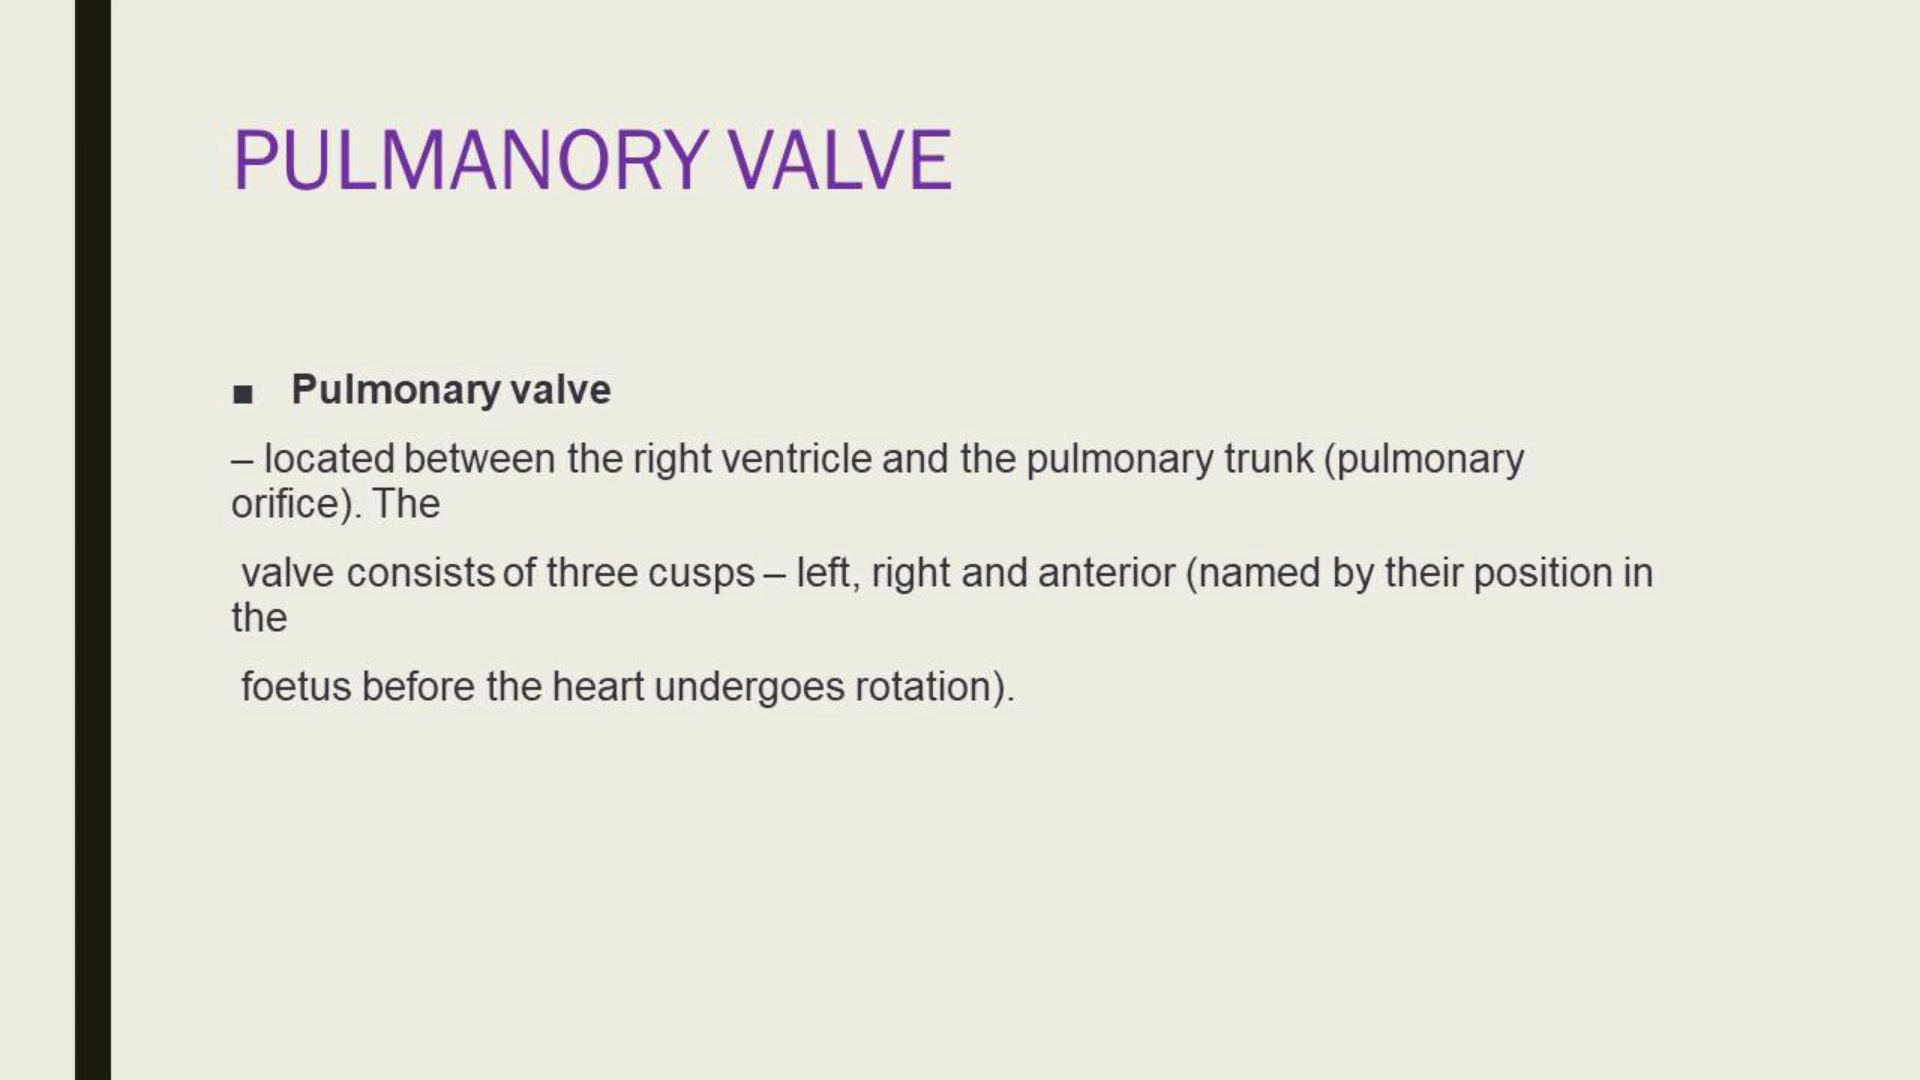 PULMANORY VALVE
■ Pulmonary valve
– located between the right ventricle and the pulmonary trunk (pulmonary
orifice). The
valve consists of three cusps – left, right and anterior (named by their position in
the
foetus before the heart undergoes rotation).